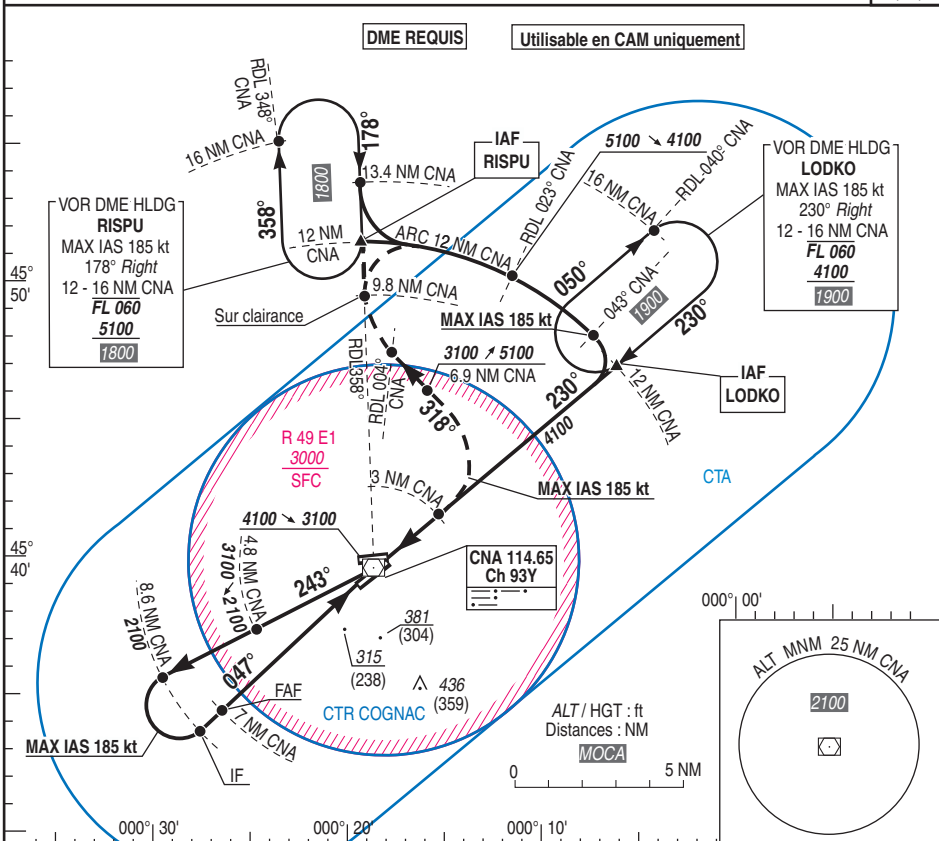 DME REQUIS
Utilisable en CAM uniquement
RDL 348°
CNA
16 NM CNA
178°
358°
1800
13.4 NM CNA
IAF
RISPU
12 NM
CNA
ARC 12 NM CNA
RDL 023° CNA
5100 ↘ 4100
16 NM CNA
RDL 040° CNA
VOR DME HLDG
LODKO
MAX IAS 185 kt
230° Right
12 - 16 NM CNA
FL 060
4100
1900
VOR DME HLDG
RISPU
MAX IAS 185 kt
178° Right
12 - 16 NM CNA
FL 060
5100
1800
45°
50'
9.8 NM CNA
Sur clairance
050°
043° CNA
1900
230°
MAX IAS 185 kt
3100 ↗ 5100
6.9 NM CNA
RDL 358°
RDL 004°
CNA
318°
230°
4100
12 NM CNA
IAF
LODKO
R 49 E1
3000
SFC
3 NM CNA
MAX IAS 185 kt
CTA
4100 ↘ 3100
45°
40'
CNA 114.65
Ch 93Y
243°
4.8 NM CNA
3100 ↘ 2100
8.6 NM CNA
2100
047°
381
(304)
315
(238)
436
(359)
FAF
7 NM CNA
CTR COGNAC
MAX IAS 185 kt
IF
ALT / HGT : ft
Distances : NM
MOCA
0
5 NM
000° 00'
ALT MNM 25 NM CNA
2100
000° 30'
000° 20'
000° 10'